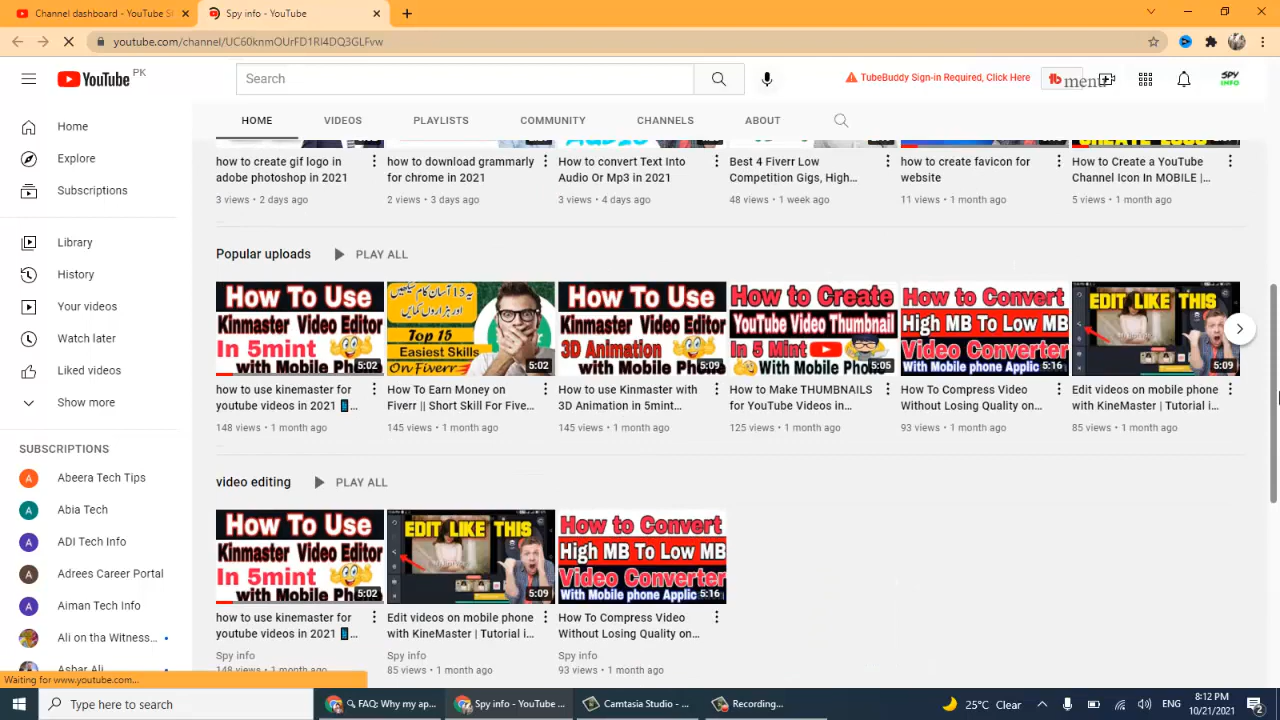 Channel dashboard - YouTube S
Spy info - YouTube
youtube.com/channel/UC60knmQUrFD1RI4DQ3GLFvw
YouTube PK
Search
TubeBuddy Sign-in Required, Click Here
menu
SPY INFO
HOME
VIDEOS
PLAYLISTS
COMMUNITY
CHANNELS
ABOUT
Home
Explore
Subscriptions
Library
History
Your videos
Watch later
Liked videos
Show more
SUBSCRIPTIONS
A Abeera Tech Tips
A Abia Tech
A ADI Tech Info
A Adrees Career Portal
A Aiman Tech Info
Ali on tha Witness...
Asbar Ali
how to create gif logo in
adobe photoshop in 2021
3 views • 2 days ago
how to download grammarly
for chrome in 2021
2 views • 3 days ago
How to convert Text Into
Audio Or Mp3 in 2021
3 views • 4 days ago
Best 4 Fiverr Low
Competition Gigs, High...
48 views • 1 week ago
how to create favicon for
website
11 views • 1 month ago
How to Create a YouTube
Channel Icon In MOBILE |...
5 views • 1 month ago
Popular uploads
PLAY ALL
How To Use
Kinmaster Video Editor
In 5mint
with Mobile P
5:02
how to use kinemaster for
youtube videos in 2021 ...
148 views • 1 month ago
یہ 15 آسان کام سیکھیں
اور ہزاروں کمائیں
Top 15
Easiest Skills
On Fiverr
5:02
How To Earn Money on
Fiverr || Short Skill For Five...
145 views • 1 month ago
How To Use
Kinmaster Video Editor
3D Animation
with Mobile P
5:09
How to use Kinmaster with
3D Animation in 5mint...
145 views • 1 month ago
How to Create
YouTube Video Thumbnail
In 5 Mint
with Mobile
5:05
How to Make THUMBNAILS
for YouTube Videos in...
125 views • 1 month ago
How to Convert
High MB To Low MB
Video Converter
With Mobile phone Applic
5:16
How To Compress Video
Without Losing Quality on...
93 views • 1 month ago
EDIT LIKE THIS
5:09
Edit videos on mobile phone
with KineMaster | Tutorial i...
85 views • 1 month ago
video editing
PLAY ALL
How To Use
Kinmaster Video Editor
In 5mint
with Mobile P
5:02
how to use kinemaster for
youtube videos in 2021 ...
Spy info
148 views • 1 month ago
EDIT LIKE THIS
5:09
Edit videos on mobile phone
with KineMaster | Tutorial i...
Spy info
85 views • 1 month ago
How to Convert
High MB To Low MB
Video Converter
With Mobile phone Applic
5:16
How To Compress Video
Without Losing Quality on...
Spy info
93 views • 1 month ago
Waiting for www.youtube.com...
Type here to search
FAQ: Why my ap...
Spy info - YouTube ...
Camtasia Studio - ...
Recording...
25°C Clear
ENG
8:12 PM
10/21/2021
2